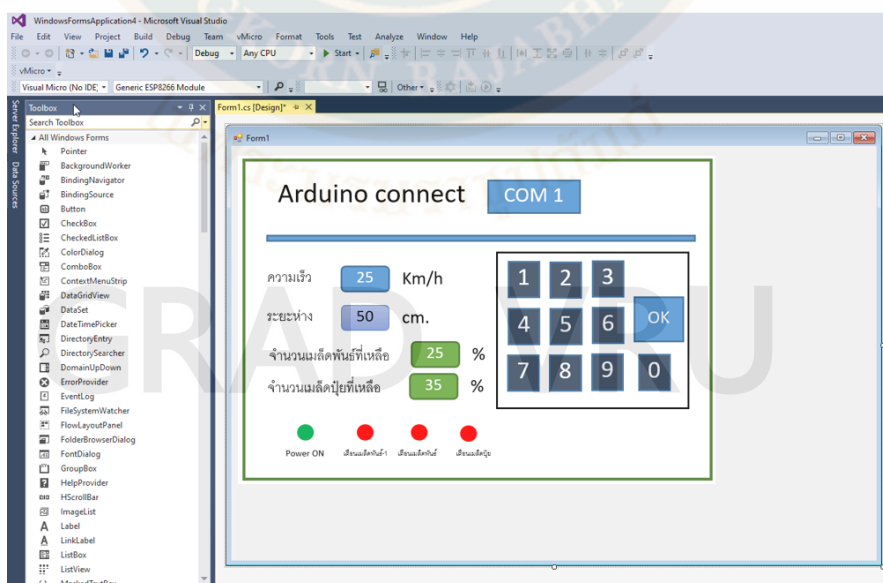 WindowsFormsApplication4 - Microsoft Visual Studio
File Edit View Project Build Debug Team vMicro Format Tools Test Analyze Window Help
Debug Any CPU Start
vMicro
Visual Micro (No IDE) Generic ESP8266 Module Other
Server Explorer
Data Sources
Toolbox
Search Toolbox
All Windows Forms
Pointer
BackgroundWorker
BindingNavigator
BindingSource
Button
CheckBox
CheckedListBox
ColorDialog
ComboBox
ContextMenuStrip
DataGridView
DataSet
DateTimePicker
DirectoryEntry
DirectorySearcher
DomainUpDown
ErrorProvider
EventLog
FileSystemWatcher
FlowLayoutPanel
FolderBrowserDialog
FontDialog
GroupBox
HelpProvider
HScrollBar
ImageList
Label
LinkLabel
ListBox
ListView
MaskedTextBox
Form1.cs [Design]*
Form1
Arduino connect COM 1
ความเร็ว 25 Km/h
ระยะห่าง 50 cm.
จำนวนเมล็ดพันธ์ที่เหลือ 25 %
จำนวนเมล็ดปุ๋ยที่เหลือ 35 %
1 2 3
4 5 6 OK
7 8 9 0
Power ON
GRAD VRU